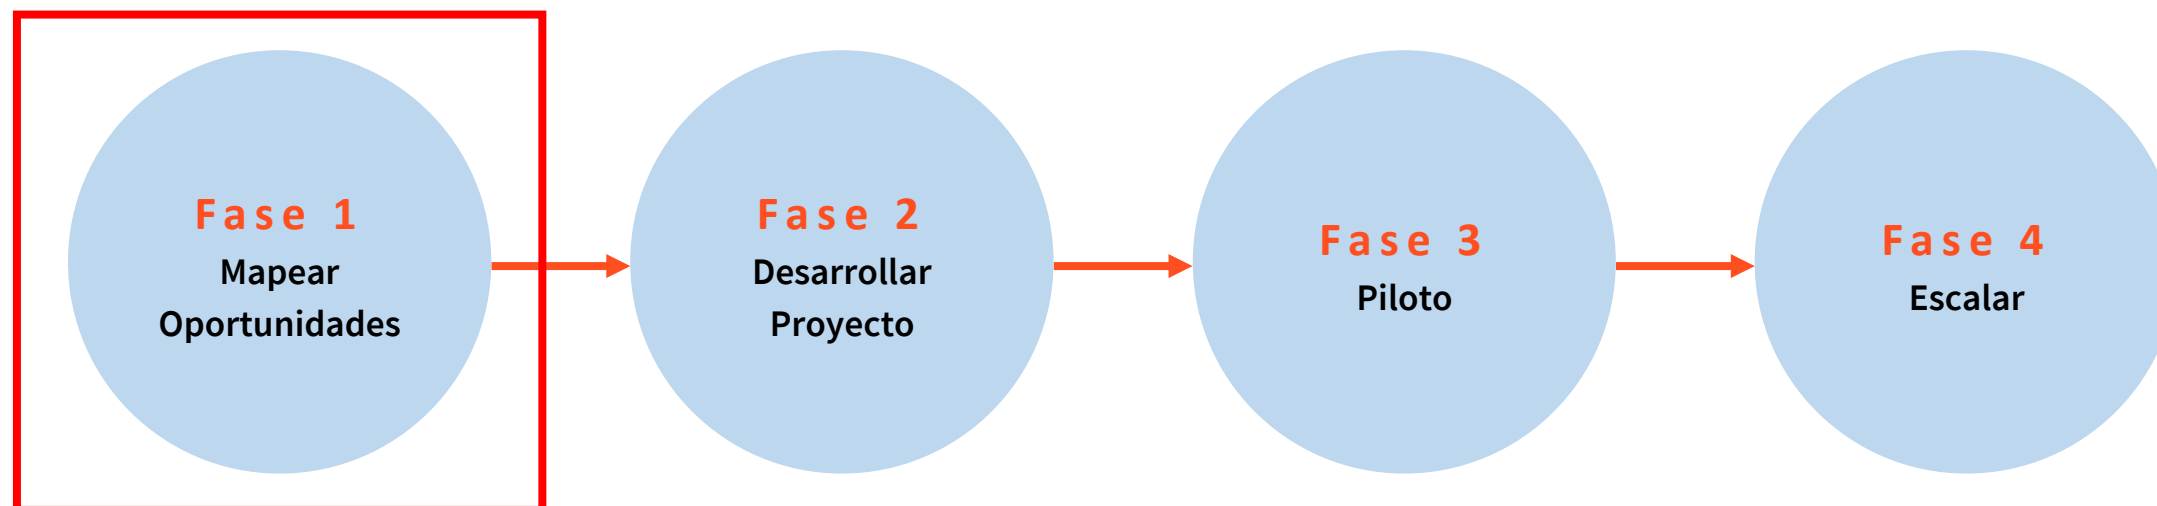 Fase 1
Mapear
Oportunidades
Fase 2
Desarrollar
Proyecto
Fase 3
Piloto
Fase 4
Escalar